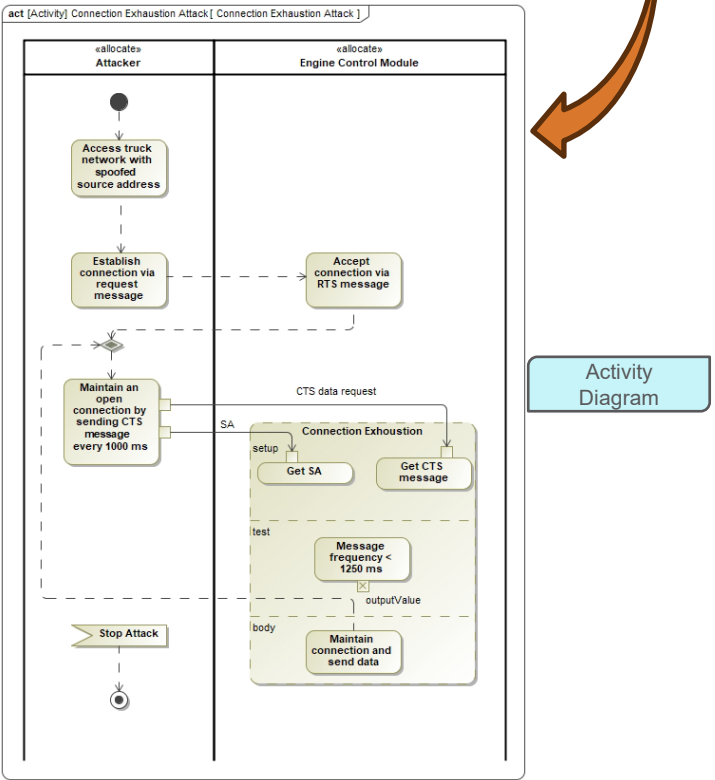 act [Activity] Connection Exhaustion Attack [ Connection Exhaustion Attack ]
«allocate»
Attacker
«allocate»
Engine Control Module
Access truck
network with
spoofed
source address
Establish
connection via
request
message
Accept
connection via
RTS message
Maintain an
open
connection by
sending CTS
message
every 1000 ms
CTS data request
SA
Connection Exhoustion
setup
Get SA
Get CTS
message
test
Message
frequency <
1250 ms
outputValue
body
Maintain
connection and
send data
Stop Attack
Activity
Diagram